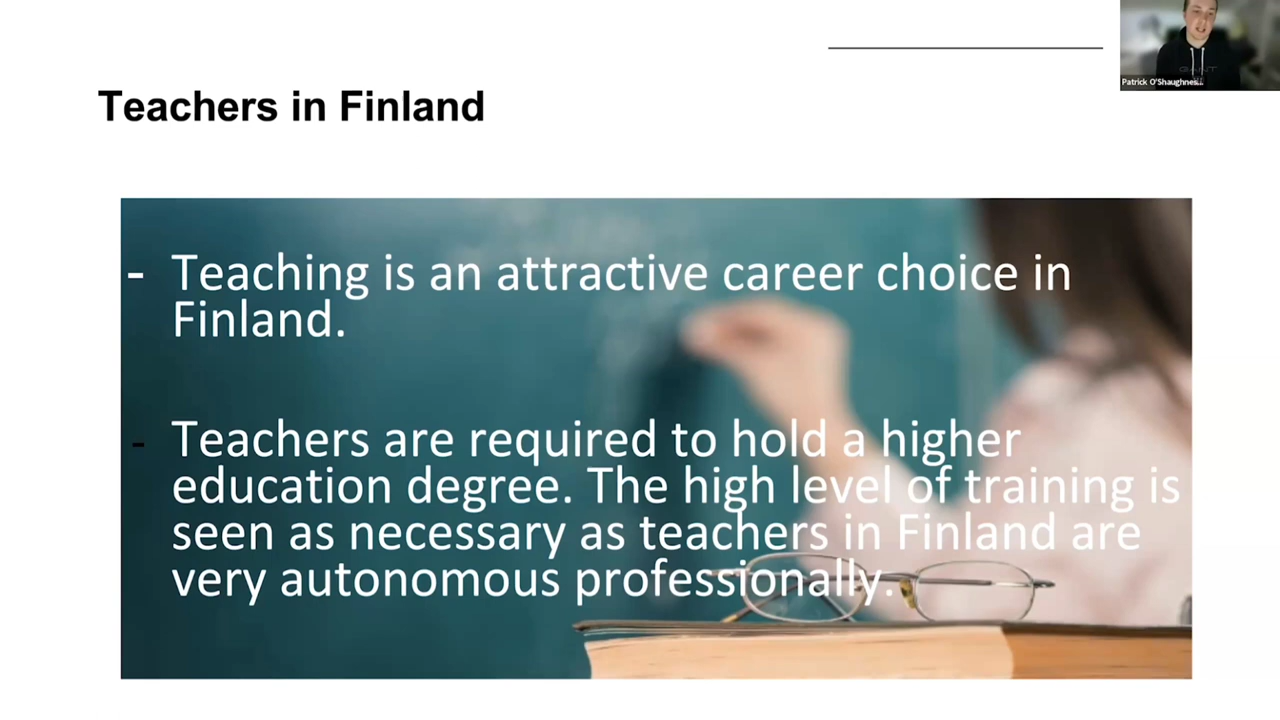 Patrick O'Shaughnes...
Teachers in Finland
- Teaching is an attractive career choice in
Finland.
- Teachers are required to hold a higher
education degree. The high level of training is
seen as necessary as teachers in Finland are
very autonomous professionally.